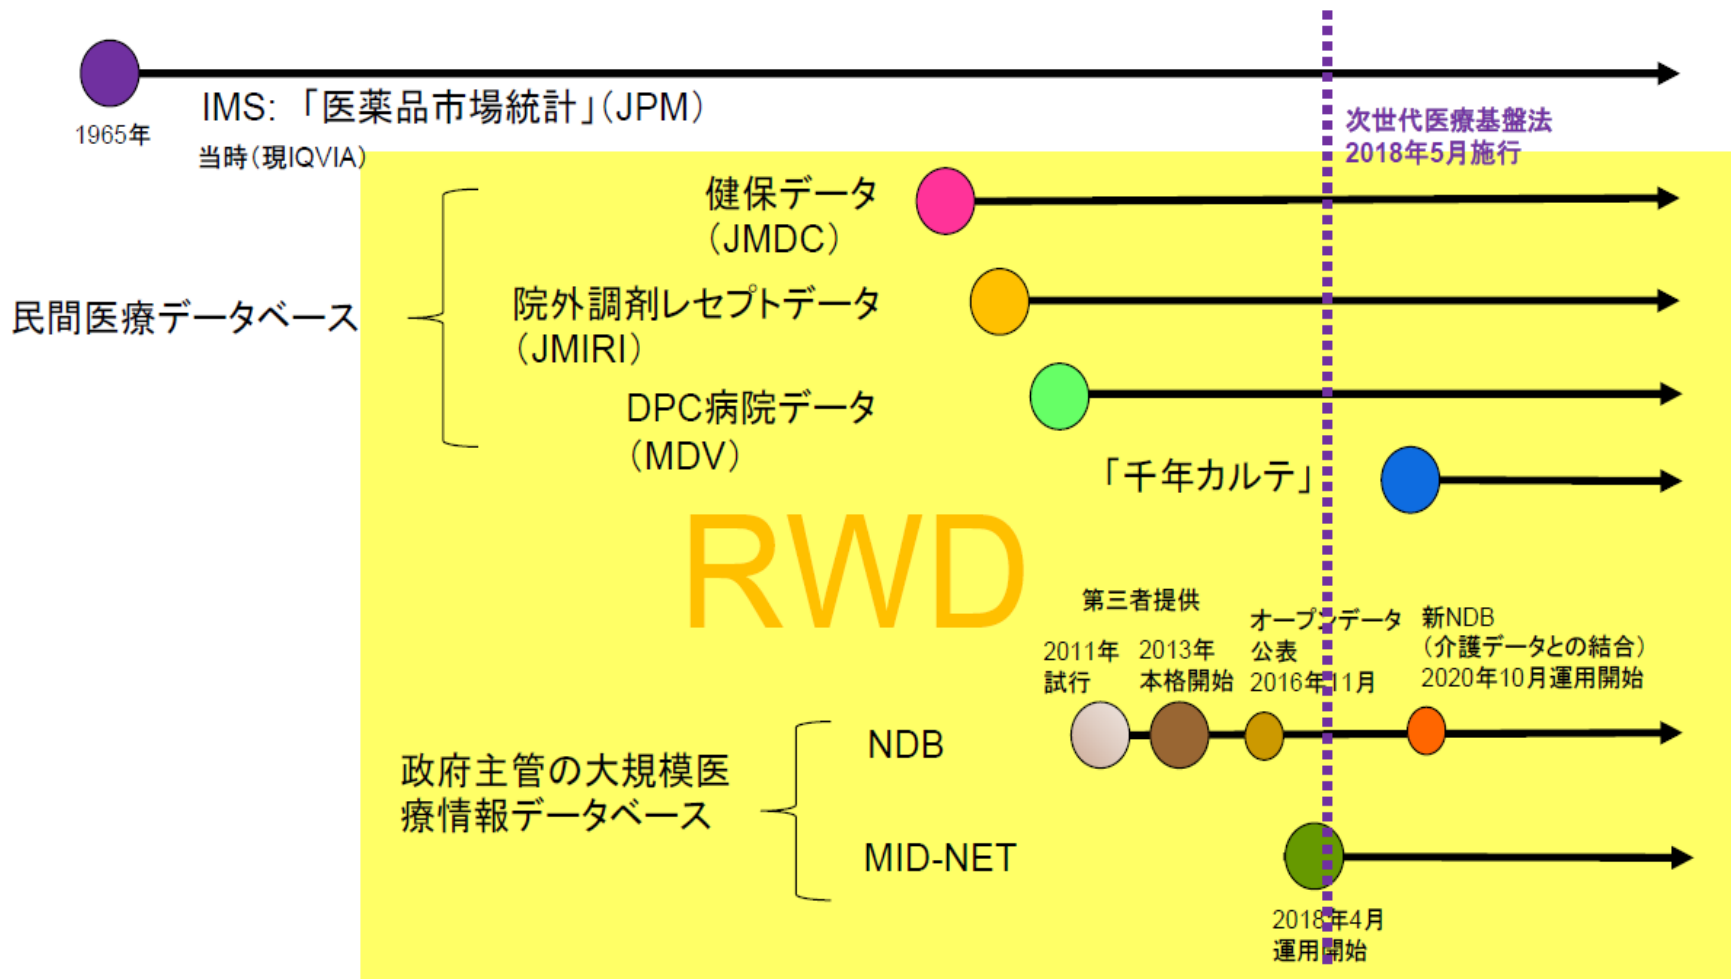 IMS: 「医薬品市場統計」(JPM)
1965年
当時(現IQVIA)
次世代医療基盤法
2018年5月施行
健保データ
(JMDC)
民間医療データベース
院外調剤レセプトデータ
(JMIRI)
DPC病院データ
(MDV)
「千年カルテ」
RWD
第三者提供
2011年
試行
2013年
本格開始
オープンデータ
公表
2016年11月
新NDB
(介護データとの結合)
2020年10月運用開始
政府主管の大規模医
療情報データベース
NDB
MID-NET
2018年4月
運用開始